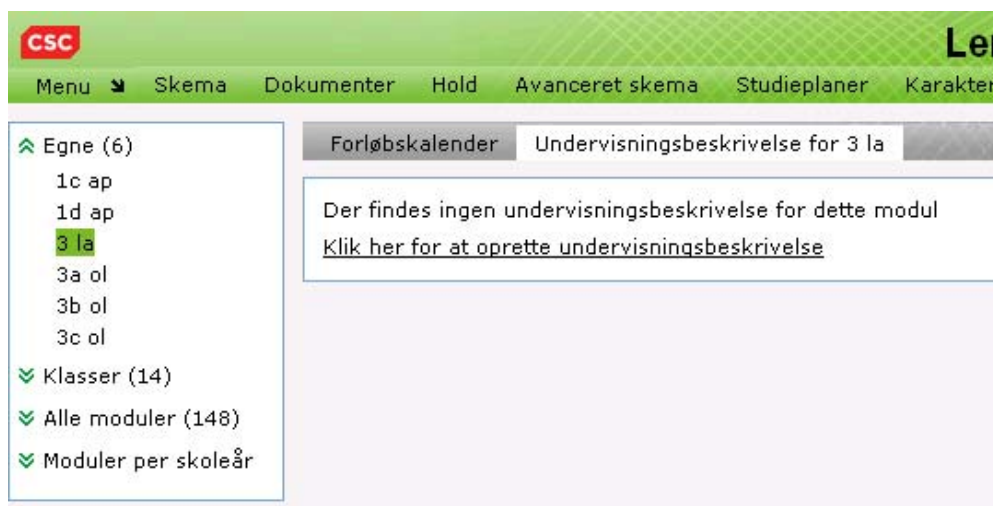 CSC
Le
Menu Skema Dokumenter Hold Avanceret skema Studieplaner Karakter
Egne (6)
1c ap
1d ap
3 la
3a ol
3b ol
3c ol
Klasser (14)
Alle moduler (148)
Moduler per skoleår
Forløbskalender Undervisningsbeskrivelse for 3 la
Der findes ingen undervisningsbeskrivelse for dette modul
Klik her for at oprette undervisningsbeskrivelse